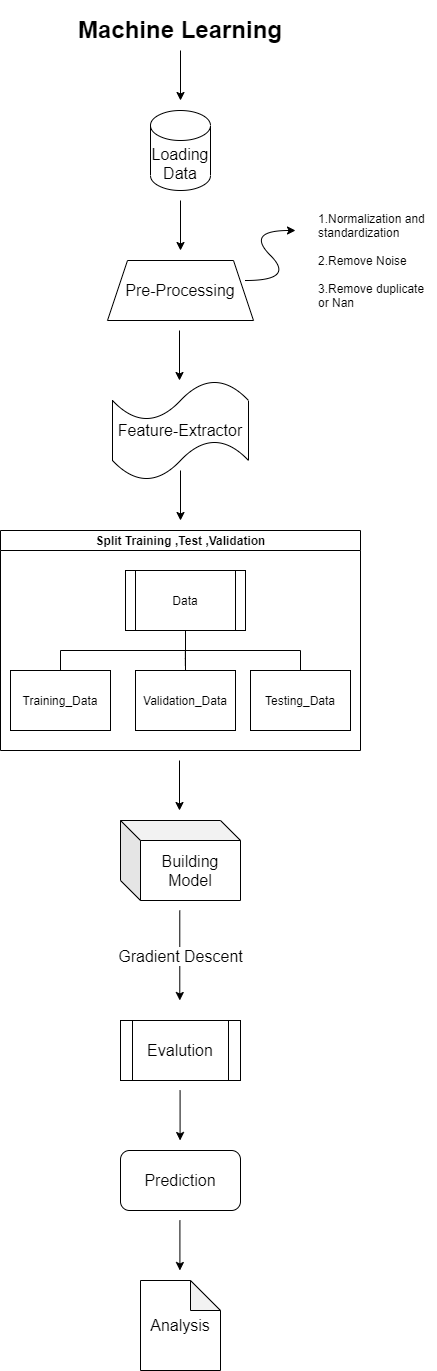 Machine Learning
Loading
Data
1.Normalization and
standardization
2.Remove Noise
3.Remove duplicate
or Nan
Pre-Processing
Feature-Extractor
Split Training ,Test ,Validation
Data
Training_Data
Validation_Data
Testing_Data
Building
Model
Gradient Descent
Evalution
Prediction
Analysis